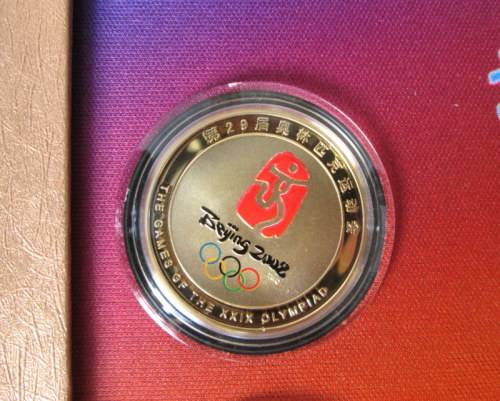 第29届奥林匹克运动会
Beijing 2008
THE GAMES OF THE XXIX OLYMPIAD